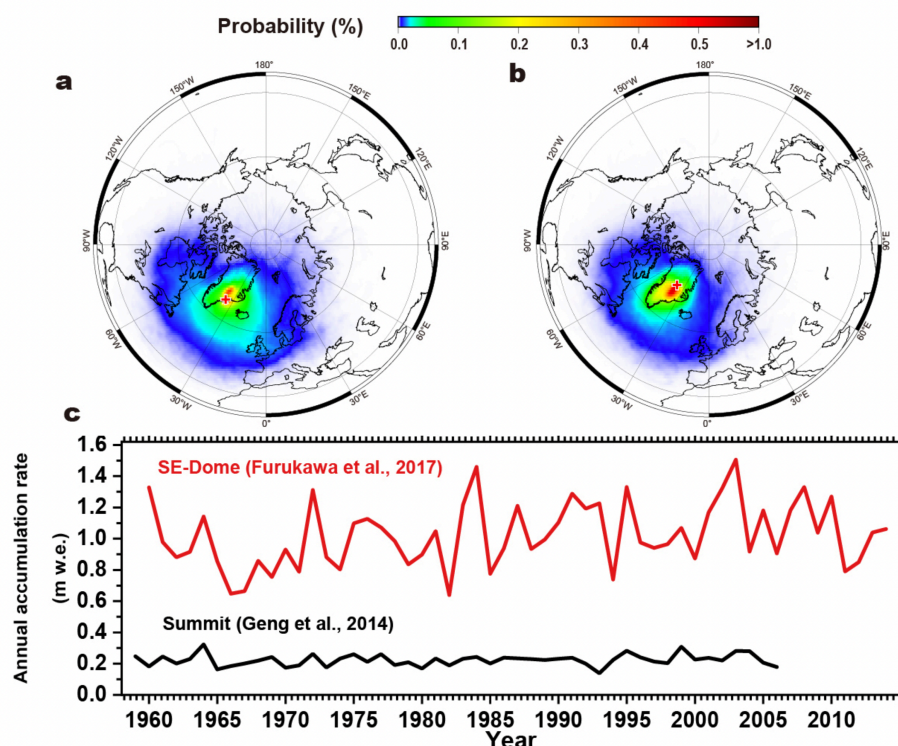 Probability (%)
0.0 0.1 0.2 0.3 0.4 0.5 >1.0
a
180°
150°W
150°E
120°W
120°E
90°W
90°E
60°W
60°E
30°W
30°E
0°
b
180°
150°W
150°E
120°W
120°E
90°W
90°E
60°W
60°E
30°W
30°E
0°
c
Annual accumulation rate
(m w.e.)
1.6
1.4
1.2
1.0
0.8
0.6
0.4
0.2
0.0
SE-Dome (Furukawa et al., 2017)
Summit (Geng et al., 2014)
1960 1965 1970 1975 1980 1985 1990 1995 2000 2005 2010
Year